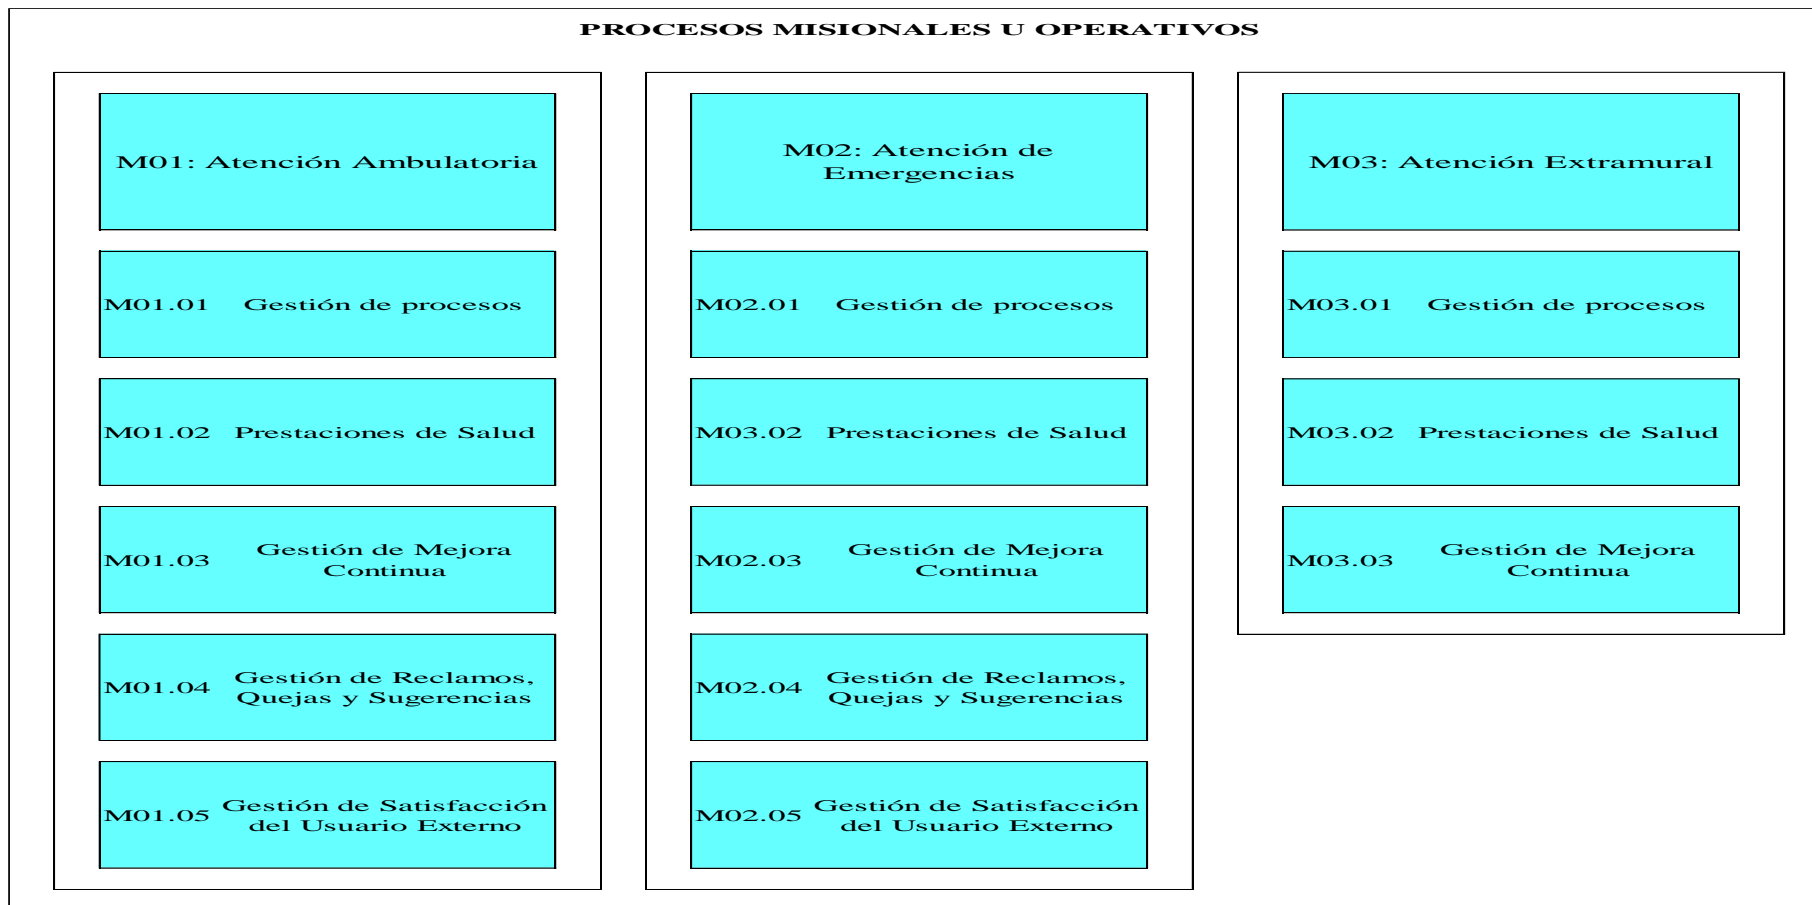 PROCESOS MISIONALES U OPERATIVOS
M01: Atención Ambulatoria
M01.01 Gestión de procesos
M01.02 Prestaciones de Salud
M01.03 Gestión de Mejora
Continua
M01.04 Gestión de Reclamos,
Quejas y Sugerencias
M01.05 Gestión de Satisfacción
del Usuario Externo
M02: Atención de
Emergencias
M02.01 Gestión de procesos
M03.02 Prestaciones de Salud
M02.03 Gestión de Mejora
Continua
M02.04 Gestión de Reclamos,
Quejas y Sugerencias
M02.05 Gestión de Satisfacción
del Usuario Externo
M03: Atención Extramural
M03.01 Gestión de procesos
M03.02 Prestaciones de Salud
M03.03 Gestión de Mejora
Continua